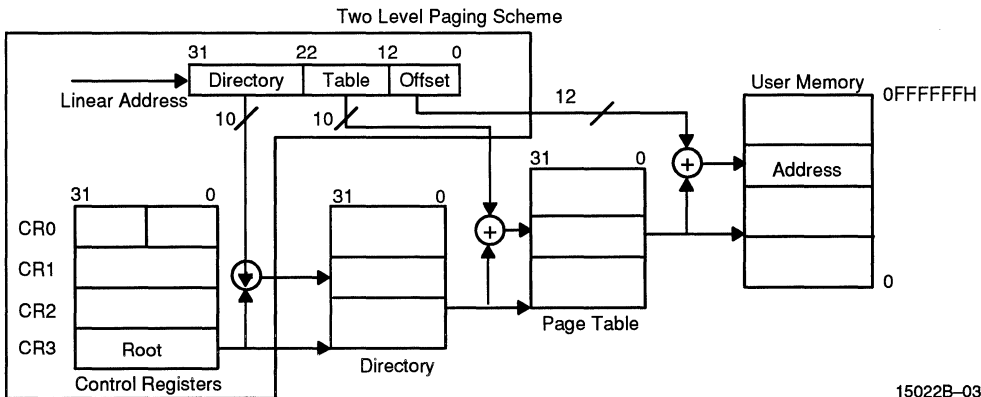 Two Level Paging Scheme
31 22 12 0
Directory Table Offset
Linear Address
10 10 12
User Memory
0FFFFFFH
Address
0
31 0
CR0
CR1
CR2
CR3 Root
Control Registers
31 0
Directory
31 0
Page Table
+
+
15022B–03